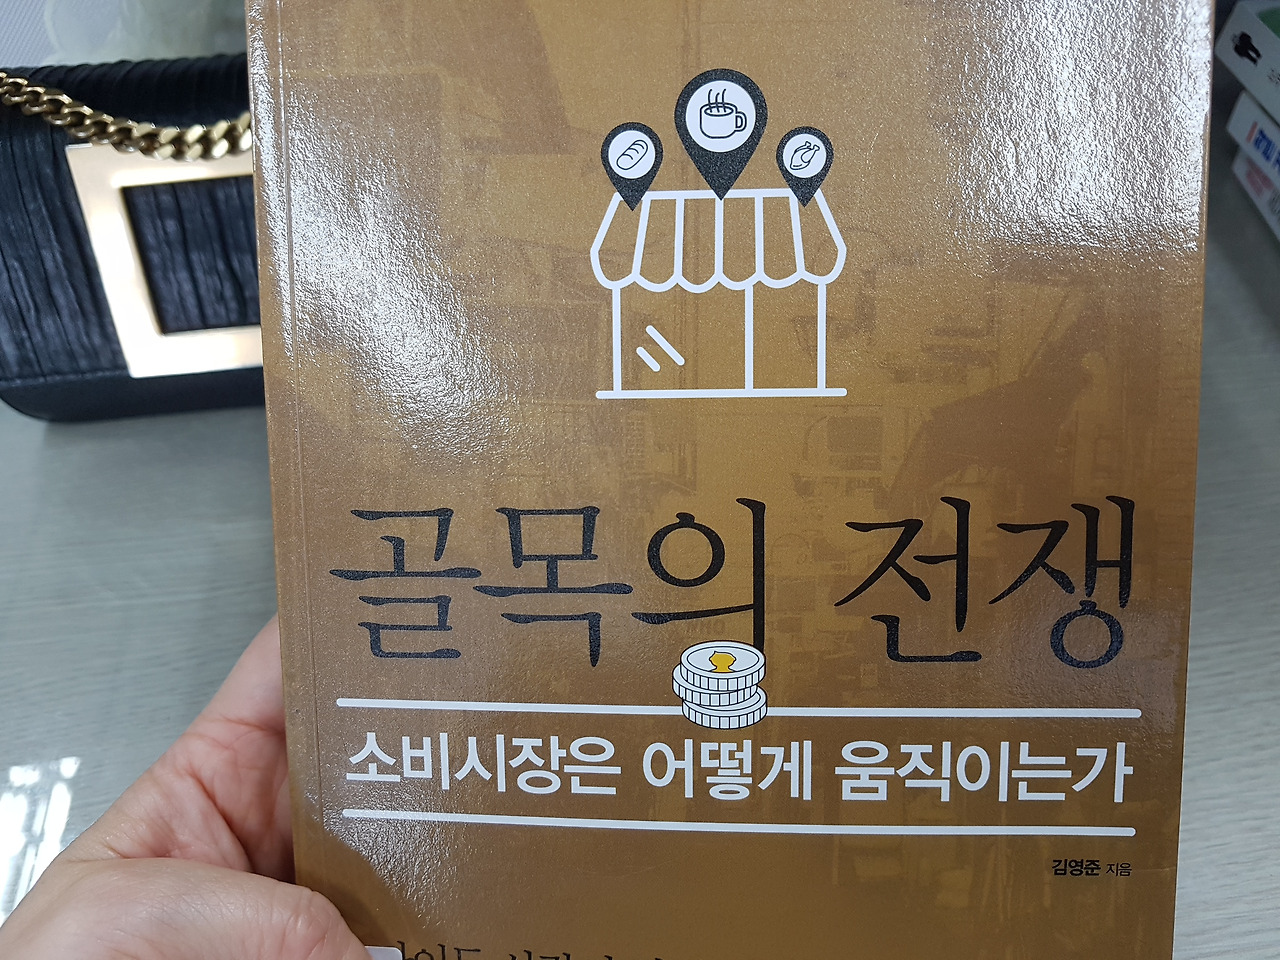 골목의 전쟁
소비시장은 어떻게 움직이는가
김영준 지음